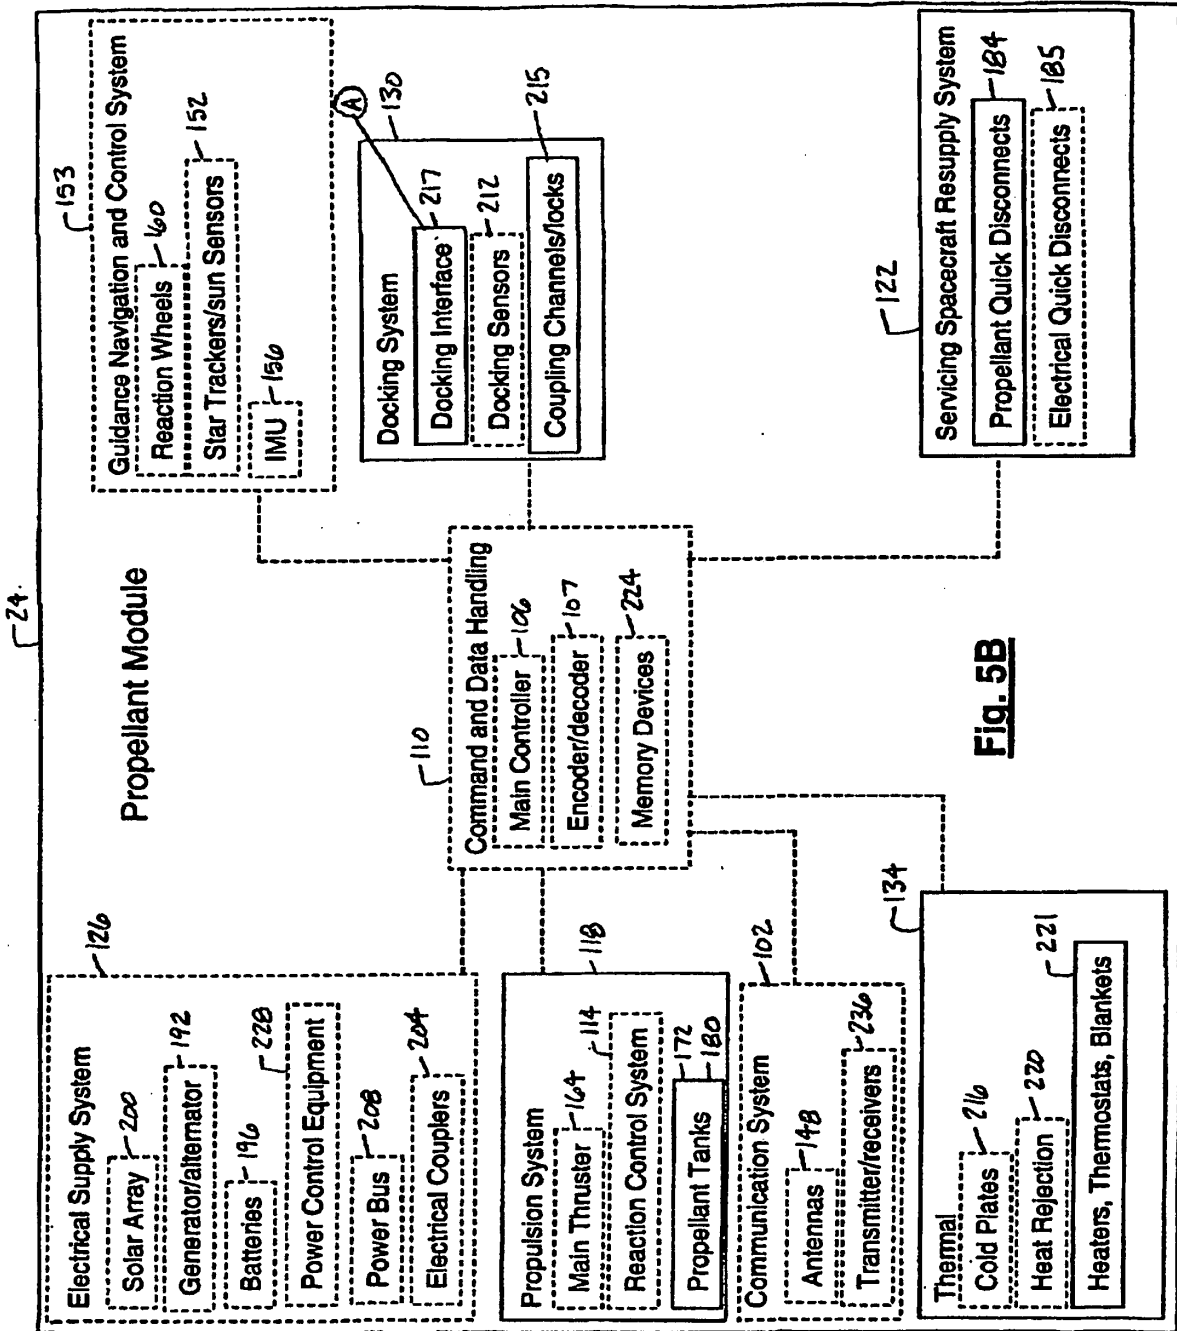 24.
Propellant Module
126
Electrical Supply System
Solar Array
200
Generator/alternator
192
Batteries
196
228
Power Control Equipment
Power Bus
208
Electrical Couplers
204
118
Propulsion System
Main Thruster
164
114
Reaction Control System
172
Propellant Tanks
180
102
Communication System
Antennas
148
Transmitter/receivers
236
134
Thermal
Cold Plates
216
Heat Rejection
220
221
Heaters, Thermostats, Blankets
110
Command and Data Handling
Main Controller
106
Encoder/decoder
107
Memory Devices
224
153
Guidance Navigation and Control System
Reaction Wheels
160
Star Trackers/sun Sensors
152
IMU
156
A
130
Docking System
Docking Interface
217
Docking Sensors
212
Coupling Channels/locks
215
122
Servicing Spacecraft Resupply System
Propellant Quick Disconnects
184
Electrical Quick Disconnects
185
Fig. 5B